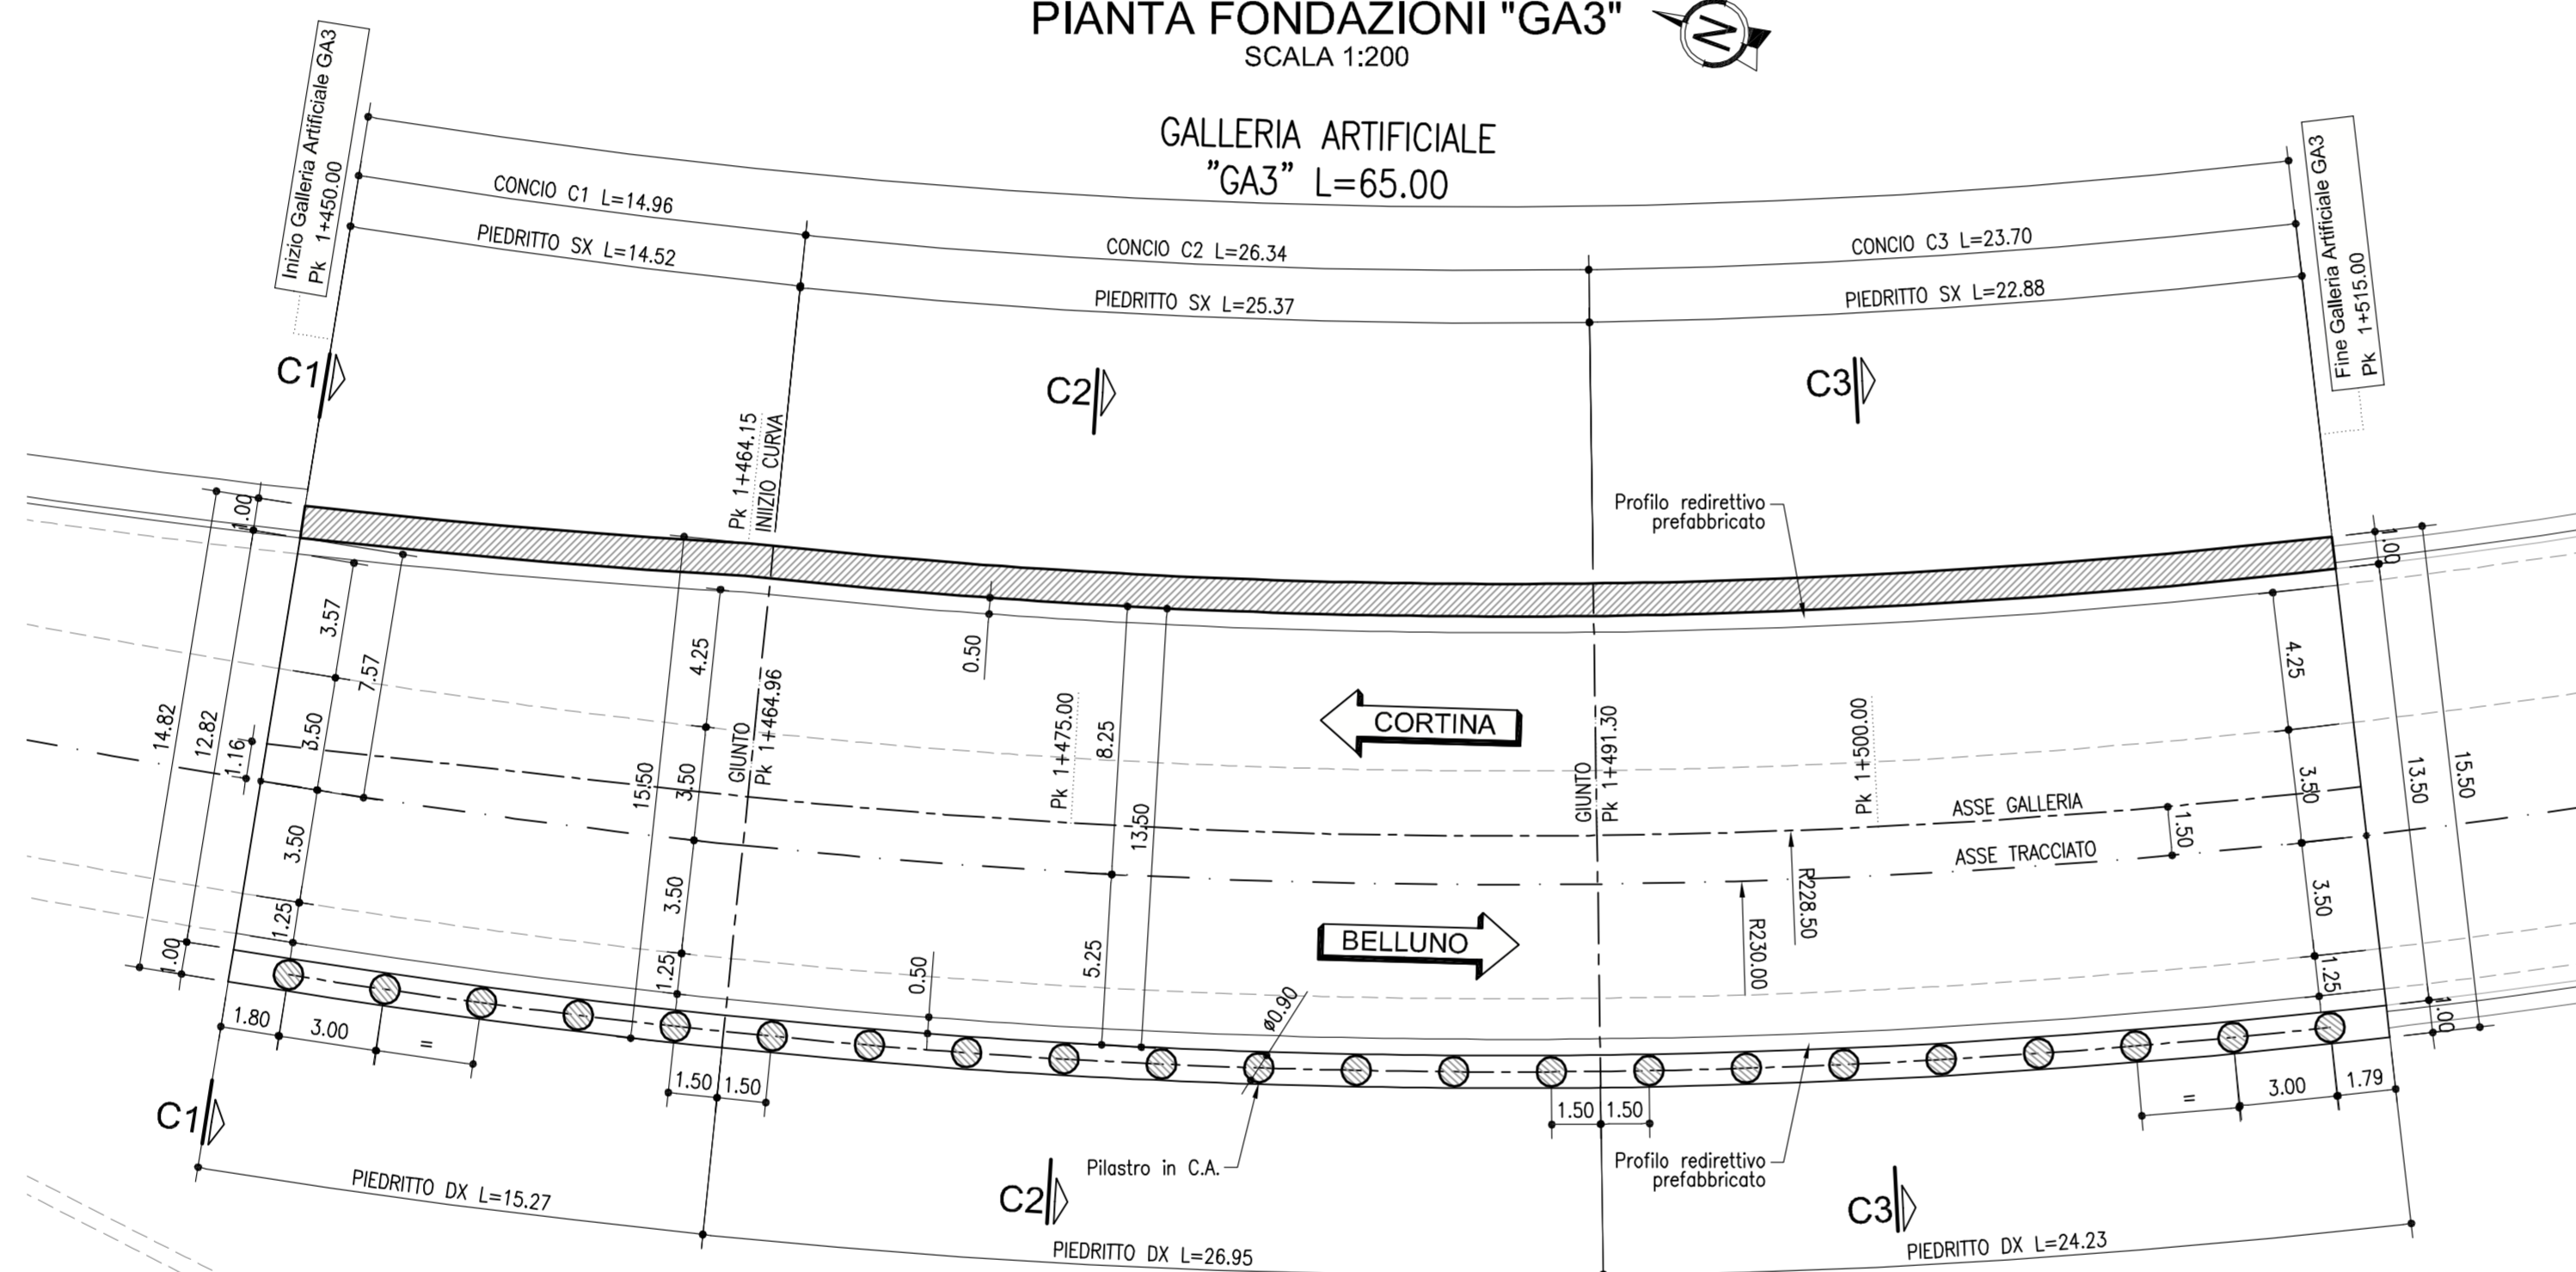 PIANTA FONDAZIONI "GA3"
SCALA 1:200
N
GALLERIA ARTIFICIALE
"GA3" L=65.00
Inizio Galleria Artificiale GA3
Pk 1+450.00
Fine Galleria Artificiale GA3
Pk 1+515.00
CONCIO C1 L=14.96
CONCIO C2 L=26.34
CONCIO C3 L=23.70
PIEDRITTO SX L=14.52
PIEDRITTO SX L=25.37
PIEDRITTO SX L=22.88
C1
C2
C3
Pk 1+464.15
INIZIO CURVA
Profilo redirettivo
prefabbricato
1.00
14.82
12.82
1.16
1.00
3.57
7.57
3.50
3.50
1.25
15.50
4.25
3.50
3.50
1.25
GIUNTO
Pk 1+464.96
0.50
0.50
Pk 1+475.00
8.25
5.25
13.50
CORTINA
BELLUNO
GIUNTO
Pk 1+491.30
Pk 1+500.00
ASSE GALLERIA
ASSE TRACCIATO
1.50
R228.50
R230.00
4.25
3.50
3.50
1.25
1.00
13.50
15.50
1.00
ø0.90
1.80
3.00
=
1.50
1.50
1.50
1.50
=
3.00
1.79
C1
C2
C3
Pilastro in C.A.
Profilo redirettivo
prefabbricato
PIEDRITTO DX L=15.27
PIEDRITTO DX L=26.95
PIEDRITTO DX L=24.23